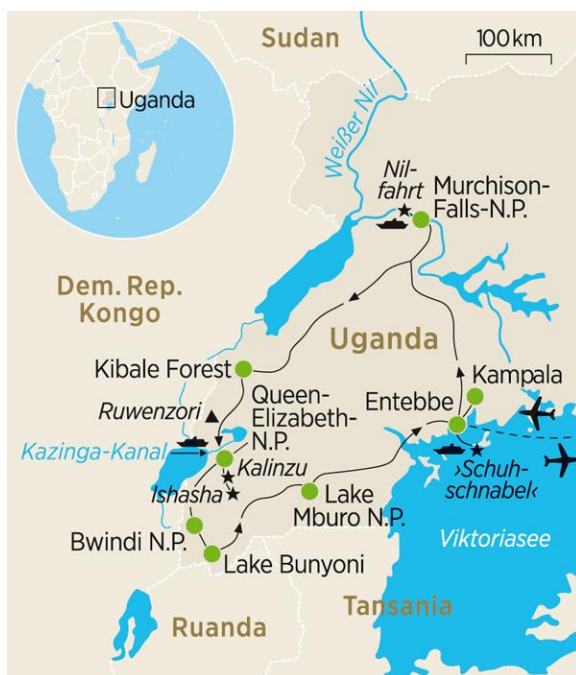 Sudan
100 km
Uganda
Weißer Nil
Nil-
fahrt
Murchison-
Falls-N.P.
Dem. Rep.
Kongo
Uganda
Kibale Forest
Queen-
Elizabeth-
N.P.
Kampala
Entebbe
Ruwenzori
Kazinga-Kanal
Kalinzu
›Schuh-
schnabel‹
Ishasha
Lake
Mburo N.P.
Bwindi N.P.
Viktoriasee
Lake Bunyoni
Tansania
Ruanda